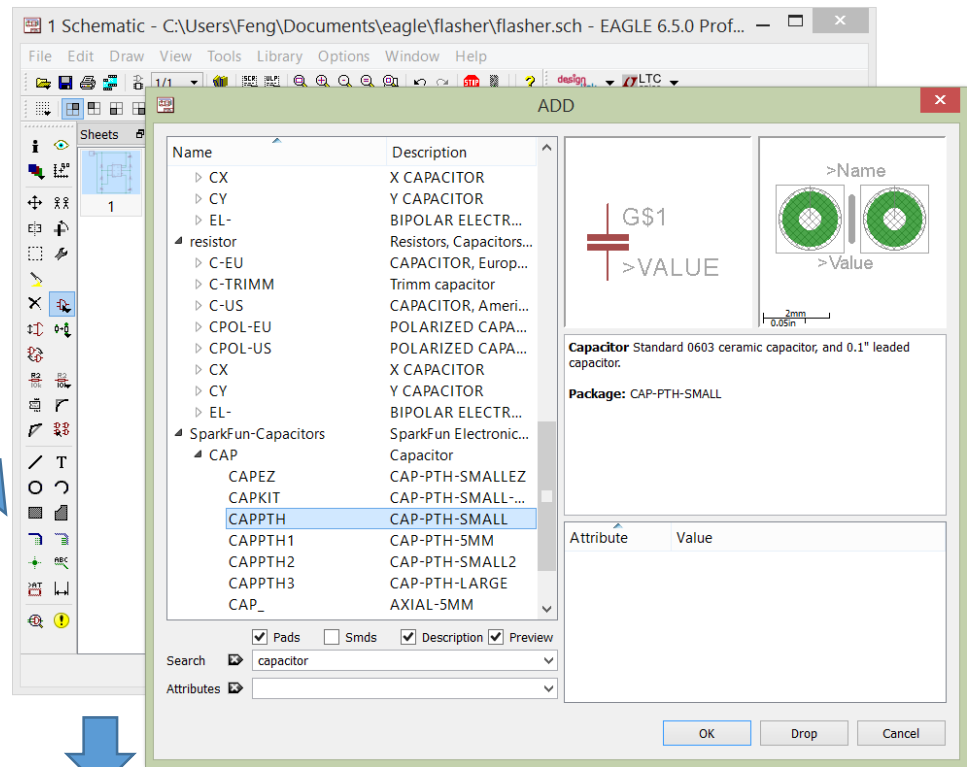 1 Schematic - C:\Users\Feng\Documents\eagle\flasher\flasher.sch - EAGLE 6.5.0 Prof...
File Edit Draw View Tools Library Options Window Help
1/1 design LTC
ADD
Sheets
1
Name Description
CX X CAPACITOR
CY Y CAPACITOR
EL- BIPOLAR ELECTR...
resistor Resistors, Capacitors...
C-EU CAPACITOR, Europ...
C-TRIMM Trimm capacitor
C-US CAPACITOR, Ameri...
CPOL-EU POLARIZED CAPA...
CPOL-US POLARIZED CAPA...
CX X CAPACITOR
CY Y CAPACITOR
EL- BIPOLAR ELECTR...
SparkFun-Capacitors SparkFun Electronic...
CAP Capacitor
CAPEZ CAP-PTH-SMALLEZ
CAPKIT CAP-PTH-SMALL-...
CAPPTH CAP-PTH-SMALL
CAPPTH1 CAP-PTH-5MM
CAPPTH2 CAP-PTH-SMALL2
CAPPTH3 CAP-PTH-LARGE
CAP_ AXIAL-5MM
Pads Smds Description Preview
Search capacitor
Attributes
G$1
>VALUE
>Name
>Value
2mm
0.05in
Capacitor Standard 0603 ceramic capacitor, and 0.1" leaded
capacitor.
Package: CAP-PTH-SMALL
Attribute Value
OK Drop Cancel